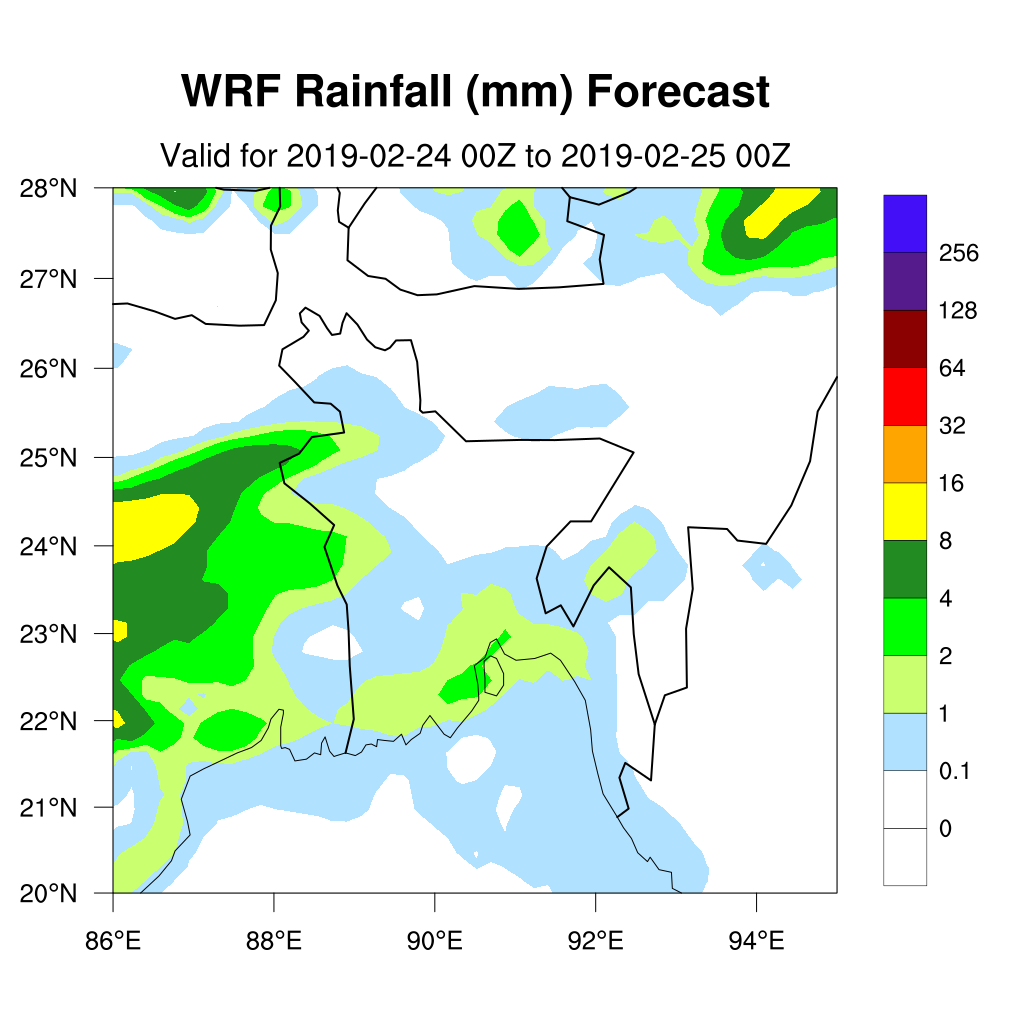 WRF Rainfall (mm) Forecast
Valid for 2019-02-24 00Z to 2019-02-25 00Z
28°N
27°N
26°N
25°N
24°N
23°N
22°N
21°N
20°N
86°E
88°E
90°E
92°E
94°E
256
128
64
32
16
8
4
2
1
0.1
0